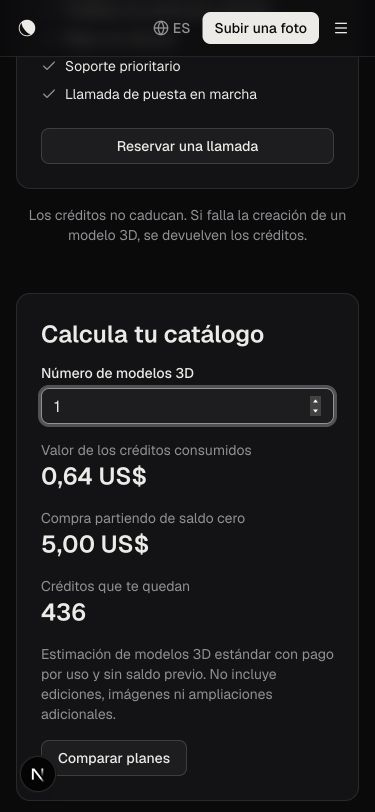 ES
Subir una foto
Soporte prioritario
Llamada de puesta en marcha
Reservar una llamada
Los créditos no caducan. Si falla la creación de un
modelo 3D, se devuelven los créditos.
Calcula tu catálogo
Número de modelos 3D
1
Valor de los créditos consumidos
0,64 US$
Compra partiendo de saldo cero
5,00 US$
Créditos que te quedan
436
Estimación de modelos 3D estándar con pago
por uso y sin saldo previo. No incluye
ediciones, imágenes ni ampliaciones
adicionales.
Comparar planes
N